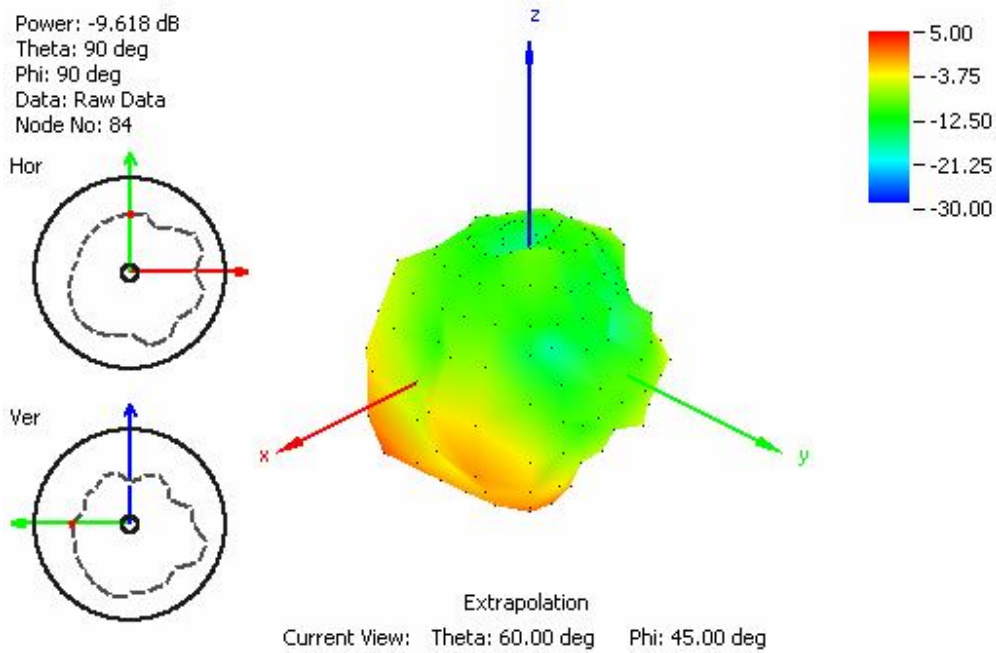 Power: -9.618 dB
Theta: 90 deg
Phi: 90 deg
Data: Raw Data
Node No: 84
Hor
Ver
z
x
y
5.00
-3.75
-12.50
-21.25
-30.00
Extrapolation
Current View: Theta: 60.00 deg Phi: 45.00 deg